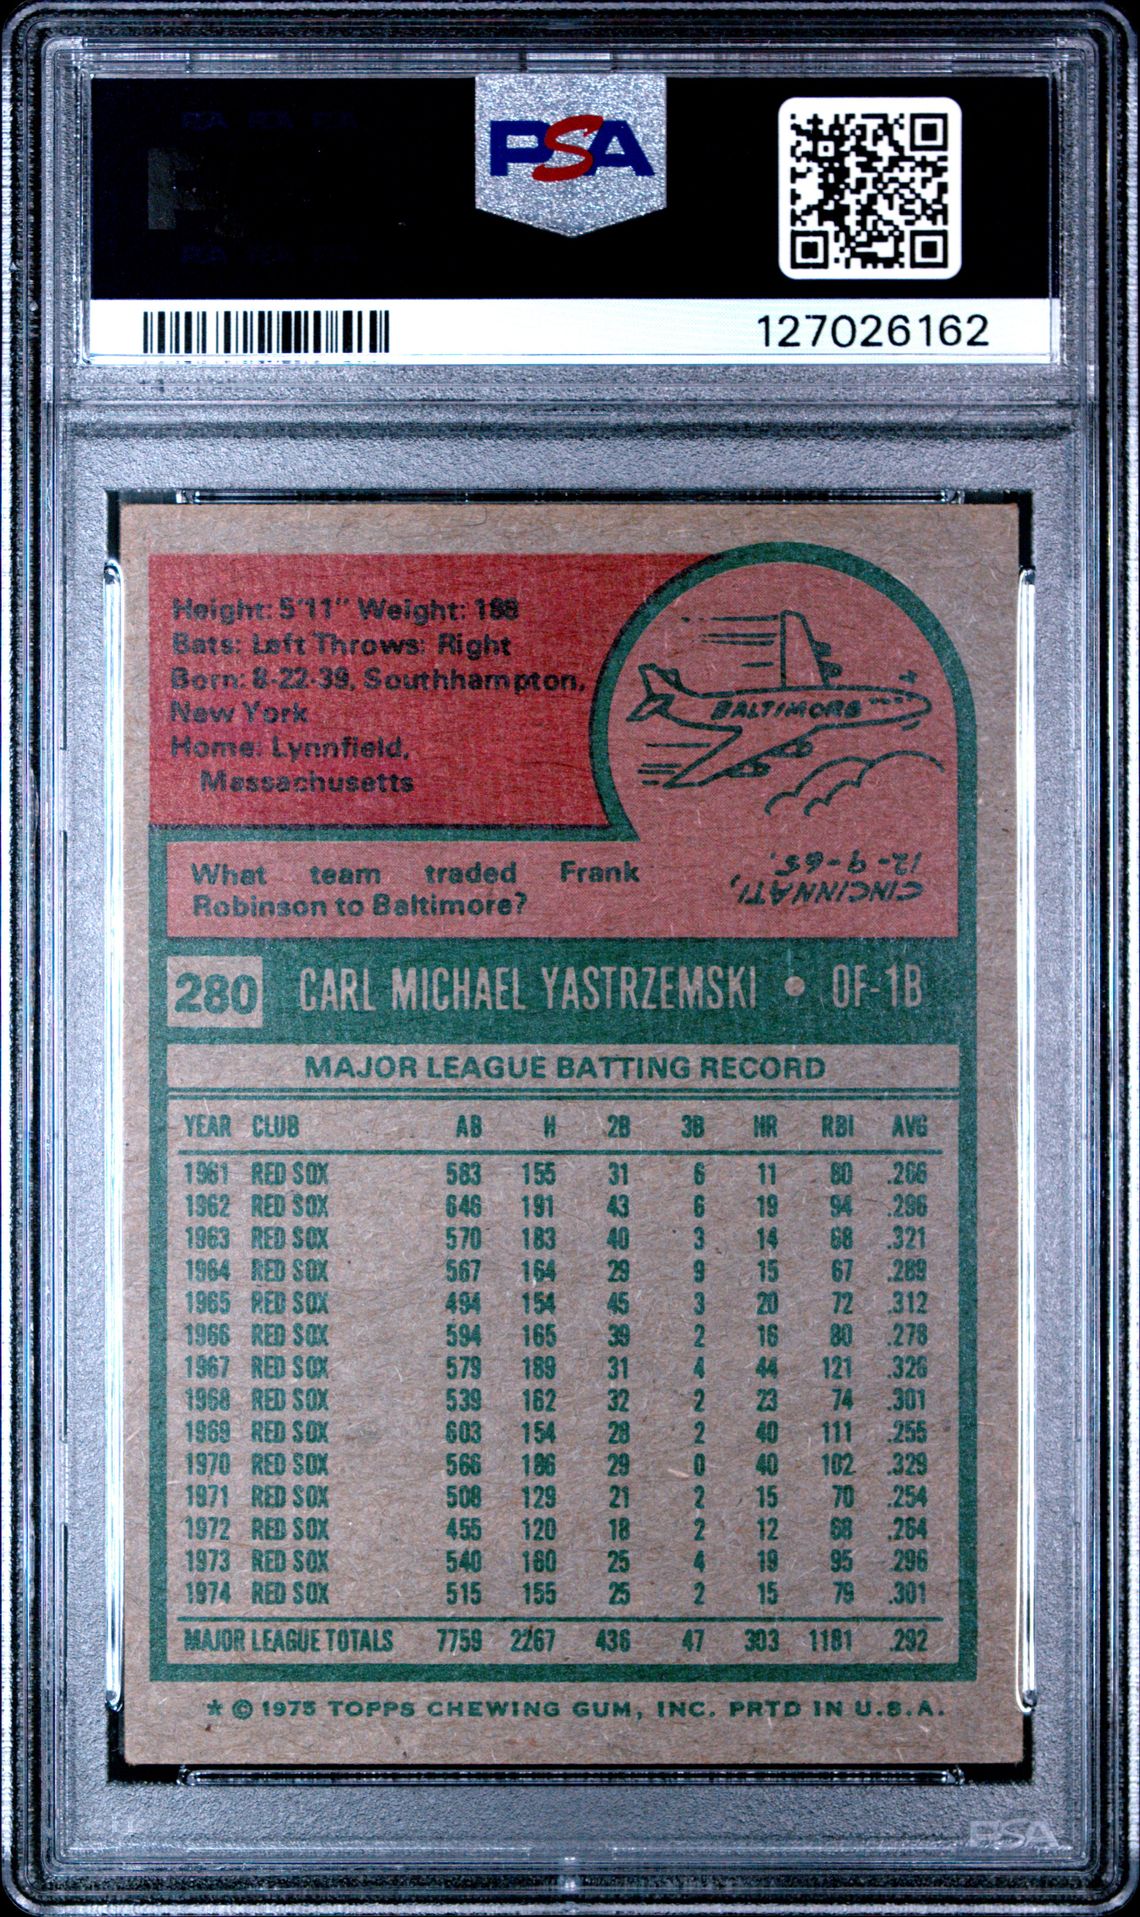 PSA
127026162
Height: 5'11" Weight: 188
Bats: Left Throws: Right
Born: 8-22-39, Southhampton,
New York
Home: Lynnfield,
Massachusetts
BALTIMORE
What team traded Frank
Robinson to Baltimore?
CINCINNATI,
12-9-65.
280 CARL MICHAEL YASTRZEMSKI • OF-1B
MAJOR LEAGUE BATTING RECORD
YEAR CLUB AB H 2B 3B HR RBI AVG
1961 RED SOX 583 155 31 6 11 80 .266
1962 RED SOX 646 191 43 6 19 94 .296
1963 RED SOX 570 183 40 3 14 68 .321
1964 RED SOX 567 164 29 9 15 67 .289
1965 RED SOX 494 154 45 3 20 72 .312
1966 RED SOX 594 165 39 2 16 80 .278
1967 RED SOX 579 189 31 4 44 121 .326
1968 RED SOX 539 162 32 2 23 74 .301
1969 RED SOX 603 154 28 2 40 111 .255
1970 RED SOX 566 186 29 0 40 102 .329
1971 RED SOX 508 129 21 2 15 70 .254
1972 RED SOX 455 120 18 2 12 68 .264
1973 RED SOX 540 160 25 4 19 95 .296
1974 RED SOX 515 155 25 2 15 79 .301
MAJOR LEAGUE TOTALS 7759 2267 436 47 303 1181 .292
* © 1975 TOPPS CHEWING GUM, INC. PRTD IN U.S.A.
PSA